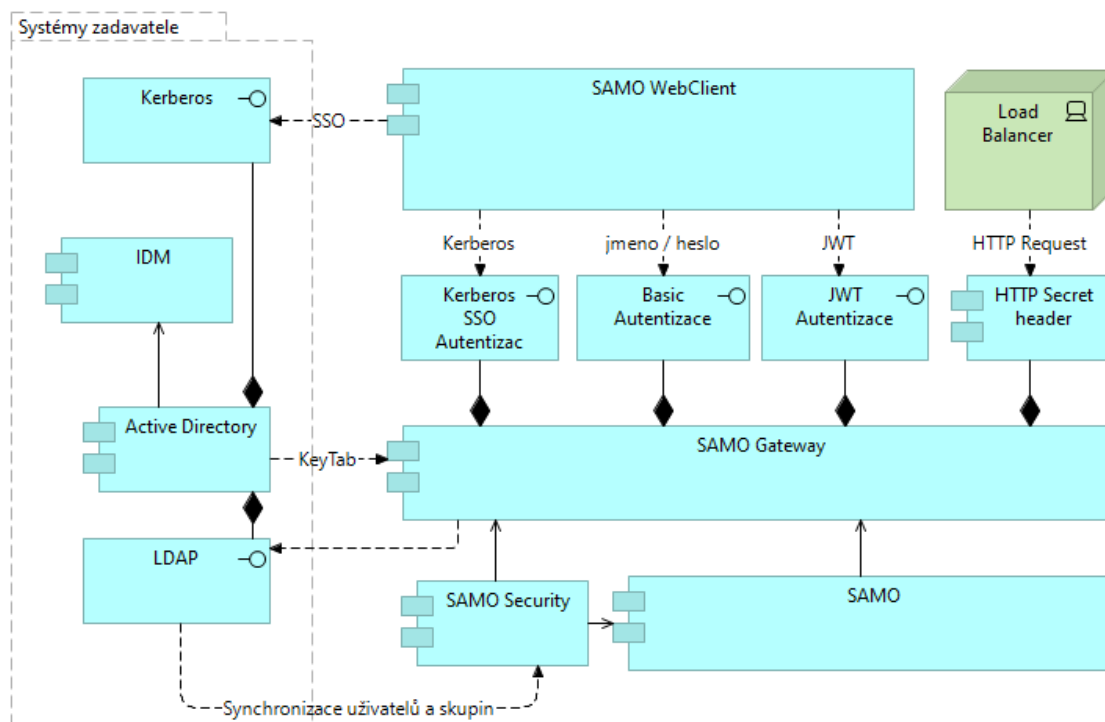 Systémy zadavatele
Kerberos
SSO
SAMO WebClient
Load
Balancer
Kerberos
jmeno / heslo
JWT
HTTP Request
IDM
Kerberos
SSO
Autentizac
Basic
Autentizace
JWT
Autentizace
HTTP Secret
header
Active Directory
KeyTab
SAMO Gateway
LDAP
SAMO Security
SAMO
Synchronizace uživatelů a skupin